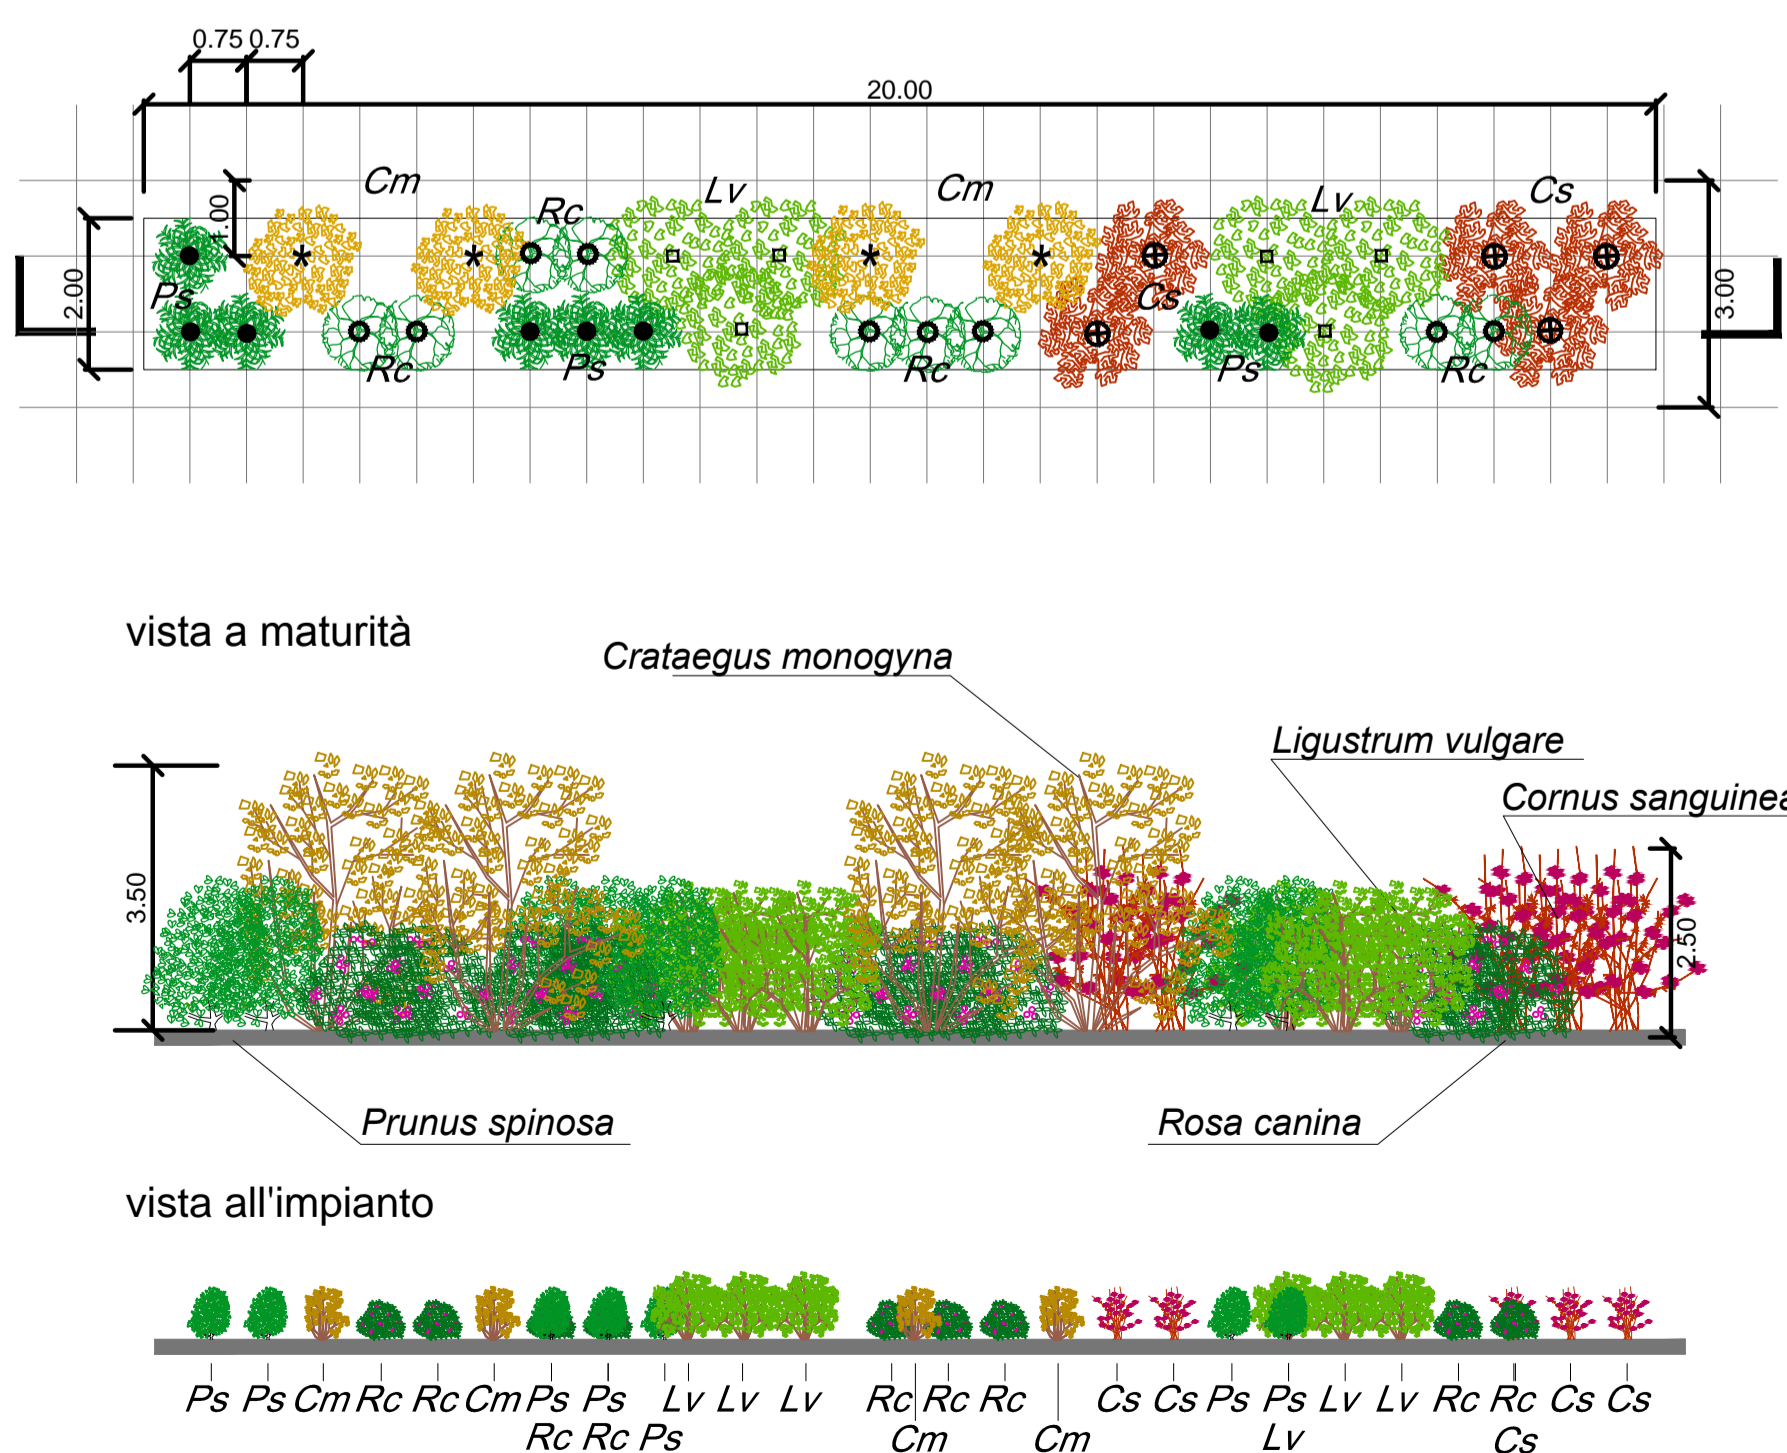 0.75 0.75
20.00
Cm Rc Lv Cm Lv Cs
1.00
2.00
Ps Cs
3.00
Rc Ps Rc Ps Rc
vista a maturità
Crataegus monogyna
Ligustrum vulgare
Cornus sanguinea
3.50
2.50
Prunus spinosa
Rosa canina
vista all'impianto
Ps Ps Cm Rc Rc Cm Ps Ps Lv Lv Lv Rc Rc Rc Cs Cs Ps Ps Lv Lv Rc Rc Cs Cs
Rc Rc Ps Cm Cm Lv Cs